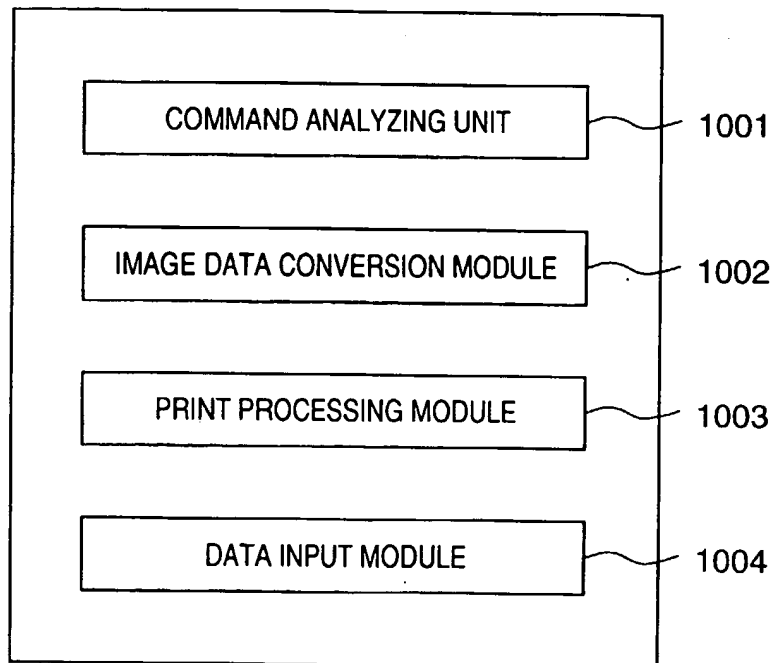 COMMAND ANALYZING UNIT 1001
IMAGE DATA CONVERSION MODULE 1002
PRINT PROCESSING MODULE 1003
DATA INPUT MODULE 1004